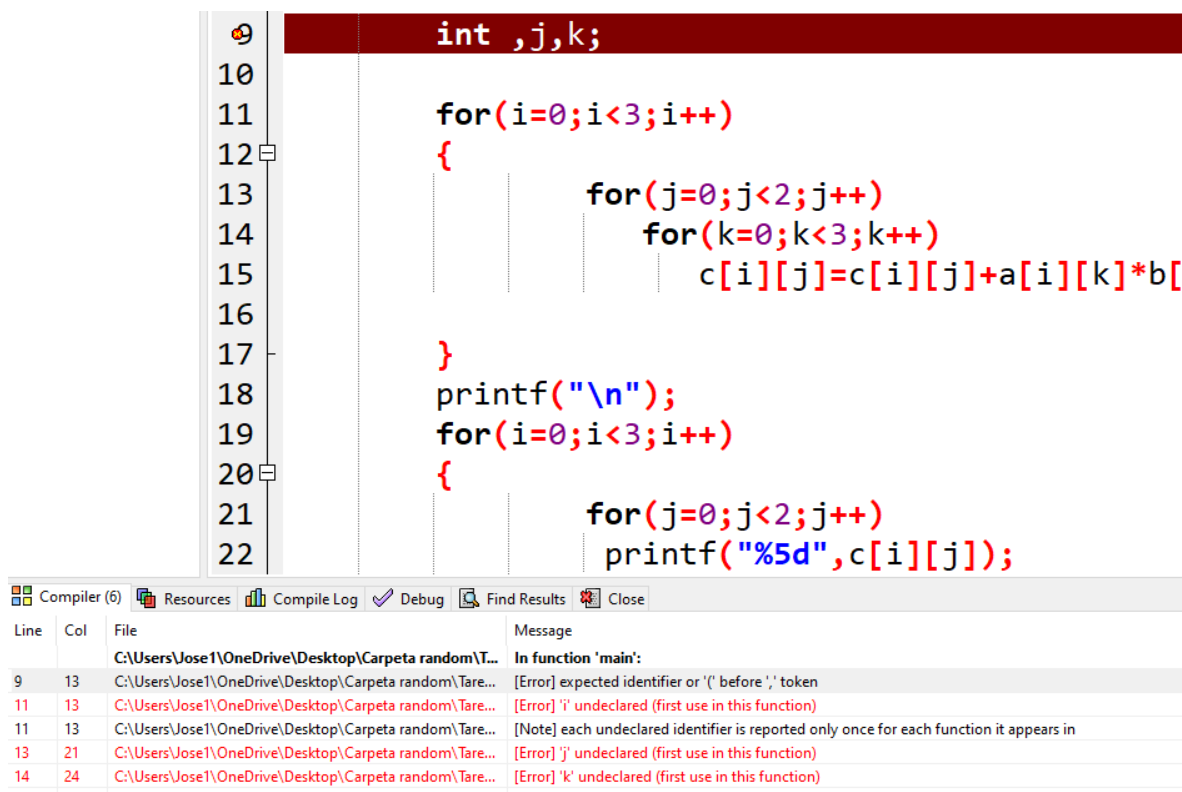 9 int ,j,k;
10
11 for(i=0;i<3;i++)
12 {
13 for(j=0;j<2;j++)
14 for(k=0;k<3;k++)
15 c[i][j]=c[i][j]+a[i][k]*b[
16
17 }
18 printf("\n");
19 for(i=0;i<3;i++)
20 {
21 for(j=0;j<2;j++)
22 printf("%5d",c[i][j]);
Compiler (6) Resources Compile Log Debug Find Results Close
Line Col File Message
C:\Users\Jose1\OneDrive\Desktop\Carpeta random\T... In function 'main':
9 13 C:\Users\Jose1\OneDrive\Desktop\Carpeta random\Tare... [Error] expected identifier or '(' before ',' token
11 13 C:\Users\Jose1\OneDrive\Desktop\Carpeta random\Tare... [Error] 'i' undeclared (first use in this function)
11 13 C:\Users\Jose1\OneDrive\Desktop\Carpeta random\Tare... [Note] each undeclared identifier is reported only once for each function it appears in
13 21 C:\Users\Jose1\OneDrive\Desktop\Carpeta random\Tare... [Error] 'j' undeclared (first use in this function)
14 24 C:\Users\Jose1\OneDrive\Desktop\Carpeta random\Tare... [Error] 'k' undeclared (first use in this function)